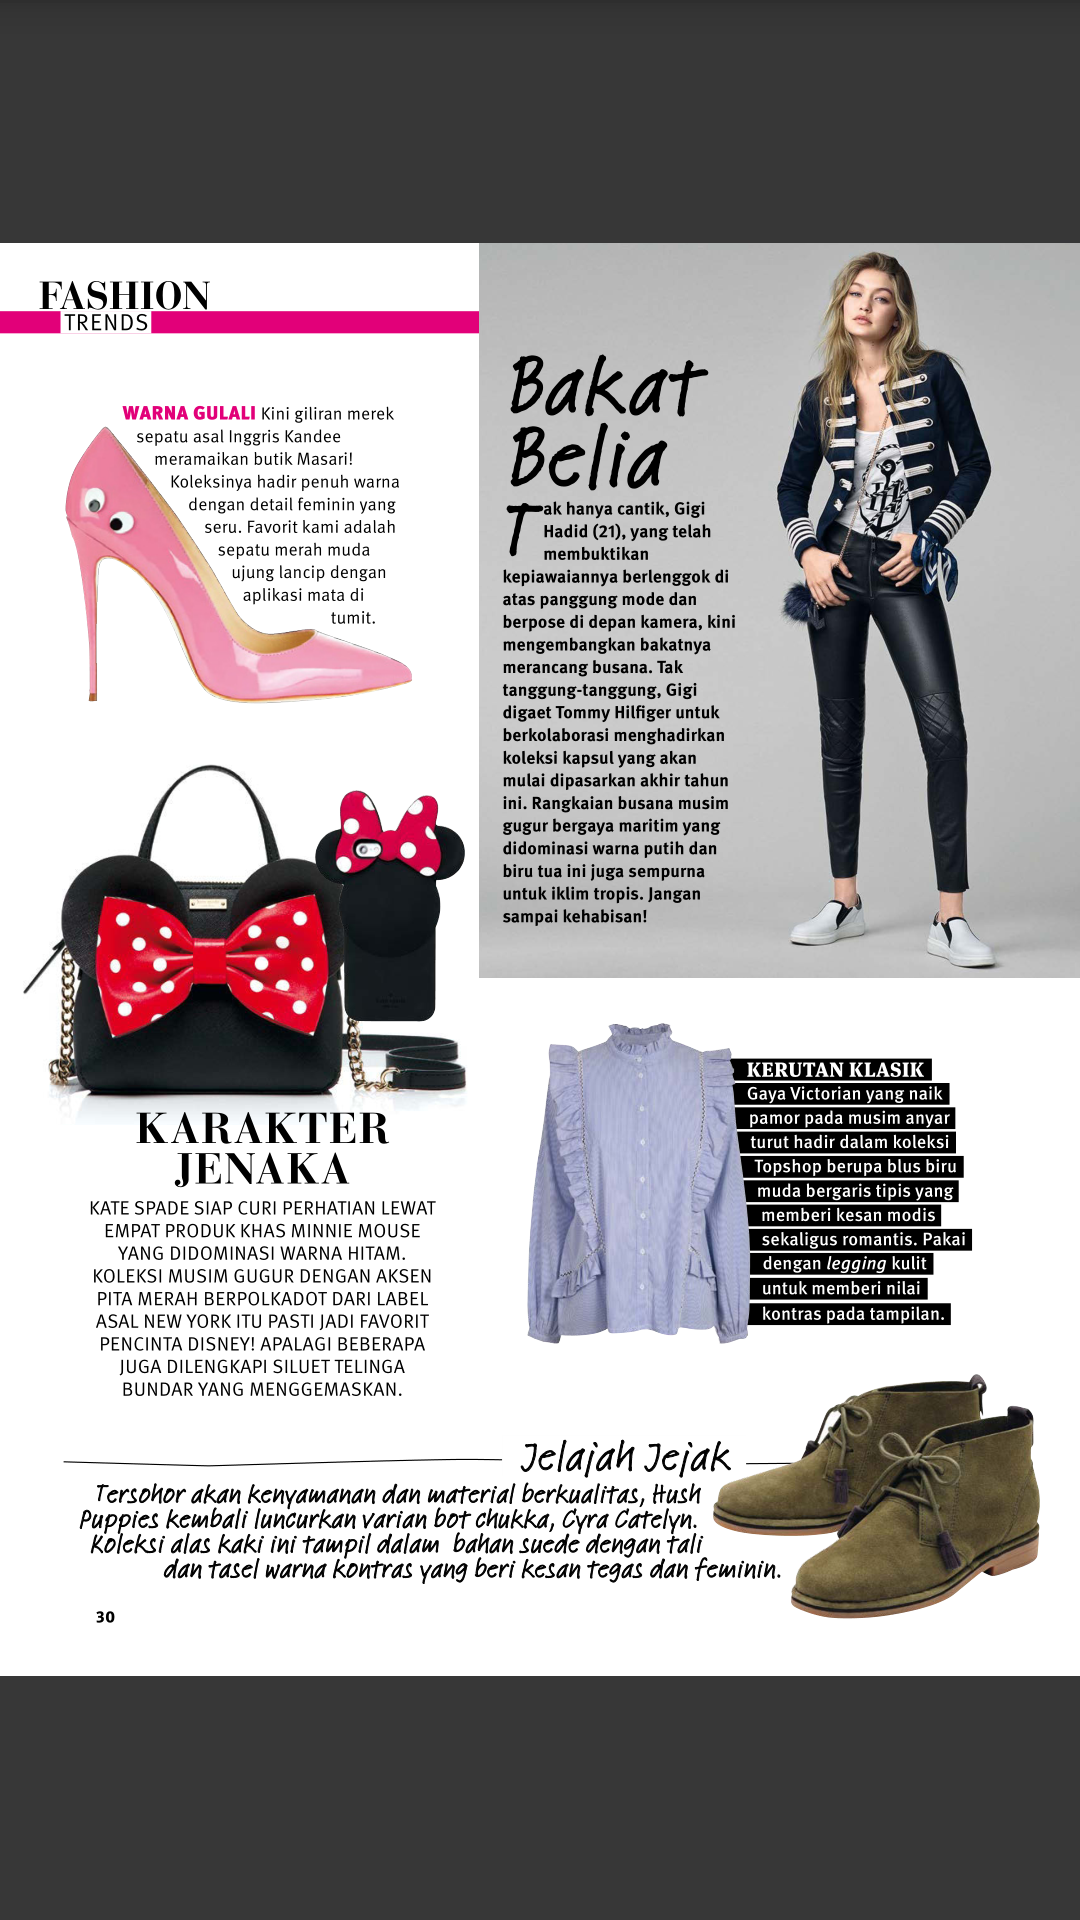 FASHION
TRENDS
WARNA GULALI Kini giliran merek
sepatu asal Inggris Kandee
meramaikan butik Masari!
Koleksinya hadir penuh warna
dengan detail feminin yang
seru. Favorit kami adalah
sepatu merah muda
ujung lancip dengan
aplikasi mata di
tumit.
Bakat
Belia
Tak hanya cantik, Gigi
Hadid (21), yang telah
membuktikan
kepiawaiannya berlenggok di
atas panggung mode dan
berpose di depan kamera, kini
mengembangkan bakatnya
merancang busana. Tak
tanggung-tanggung, Gigi
digaet Tommy Hilfiger untuk
berkolaborasi menghadirkan
koleksi kapsul yang akan
mulai dipasarkan akhir tahun
ini. Rangkaian busana musim
gugur bergaya maritim yang
didominasi warna putih dan
biru tua ini juga sempurna
untuk iklim tropis. Jangan
sampai kehabisan!
KARAKTER
JENAKA
KATE SPADE SIAP CURI PERHATIAN LEWAT
EMPAT PRODUK KHAS MINNIE MOUSE
YANG DIDOMINASI WARNA HITAM.
KOLEKSI MUSIM GUGUR DENGAN AKSEN
PITA MERAH BERPOLKADOT DARI LABEL
ASAL NEW YORK ITU PASTI JADI FAVORIT
PENCINTA DISNEY! APALAGI BEBERAPA
JUGA DILENGKAPI SILUET TELINGA
BUNDAR YANG MENGGEMASKAN.
KERUTAN KLASIK
Gaya Victorian yang naik
pamor pada musim anyar
turut hadir dalam koleksi
Topshop berupa blus biru
muda bergaris tipis yang
memberi kesan modis
sekaligus romantis. Pakai
dengan legging kulit
untuk memberi nilai
kontras pada tampilan.
Jelajah Jejak
Tersohor akan kenyamanan dan material berkualitas, Hush
Puppies kembali luncurkan varian bot chukka, Cyra Catelyn.
Koleksi alas kaki ini tampil dalam bahan suede dengan tali
dan tasel warna kontras yang beri kesan tegas dan feminin.
30